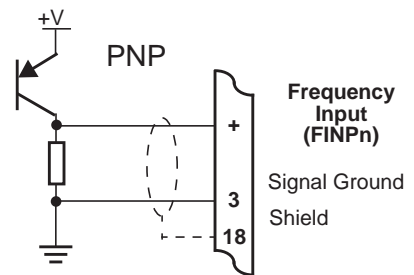 +V
PNP
Frequency
Input
(FINPn)
+
Signal Ground
3
Shield
18